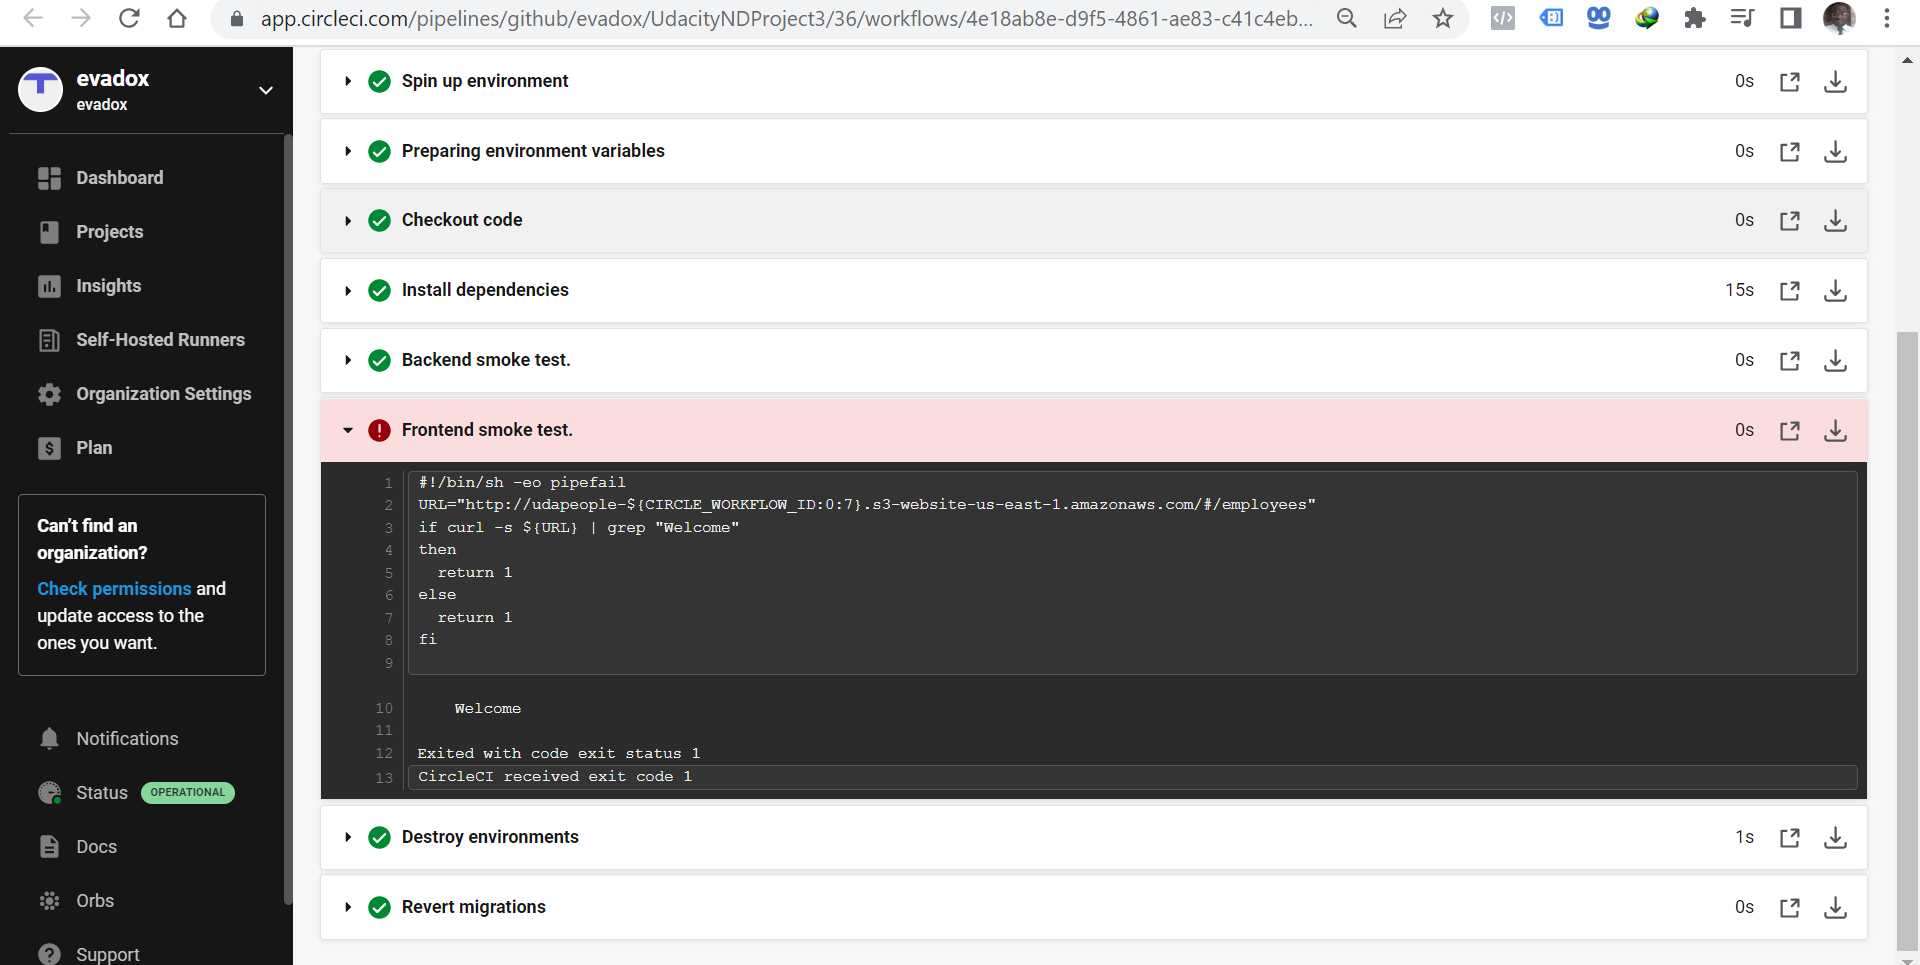 app.circleci.com/pipelines/github/evadox/UdacityNDProject3/36/workflows/4e18ab8e-d9f5-4861-ae83-c41c4eb...
evadox
evadox
Dashboard
Projects
Insights
Self-Hosted Runners
Organization Settings
Plan
Can't find an
organization?
Check permissions and
update access to the
ones you want.
Notifications
Status OPERATIONAL
Docs
Orbs
Support
Spin up environment 0s
Preparing environment variables 0s
Checkout code 0s
Install dependencies 15s
Backend smoke test. 0s
Frontend smoke test. 0s
1 #!/bin/sh -eo pipefail
2 URL="http://udapeople-${CIRCLE_WORKFLOW_ID:0:7}.s3-website-us-east-1.amazonaws.com/#/employees"
3 if curl -s ${URL} | grep "Welcome"
4 then
5 return 1
6 else
7 return 1
8 fi
9
10 Welcome
11
12 Exited with code exit status 1
13 CircleCI received exit code 1
Destroy environments 1s
Revert migrations 0s